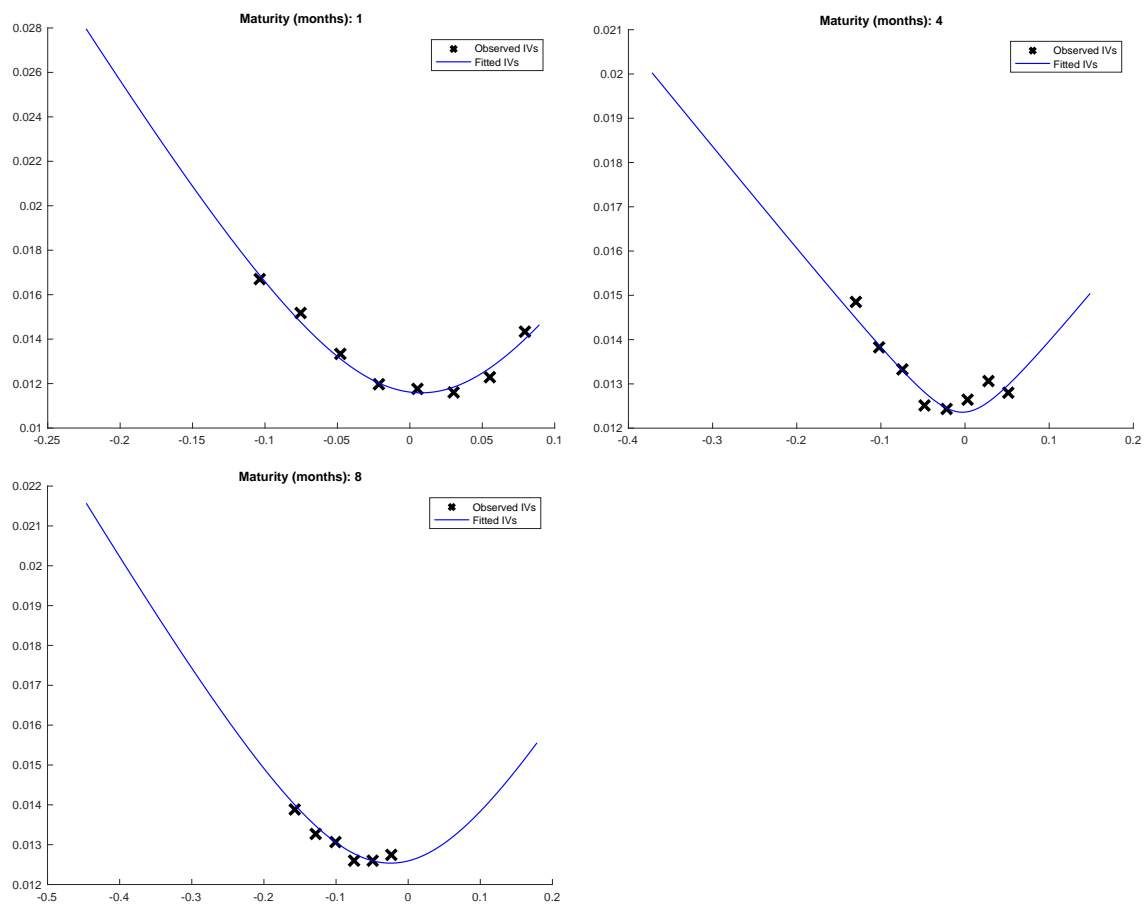 Maturity (months): 1
Observed IVs
Fitted IVs
0.028
0.026
0.024
0.022
0.02
0.018
0.016
0.014
0.012
0.01
-0.25 -0.2 -0.15 -0.1 -0.05 0 0.05 0.1
Maturity (months): 4
Observed IVs
Fitted IVs
0.021
0.02
0.019
0.018
0.017
0.016
0.015
0.014
0.013
0.012
-0.4 -0.3 -0.2 -0.1 0 0.1 0.2
Maturity (months): 8
Observed IVs
Fitted IVs
0.022
0.021
0.02
0.019
0.018
0.017
0.016
0.015
0.014
0.013
0.012
-0.5 -0.4 -0.3 -0.2 -0.1 0 0.1 0.2